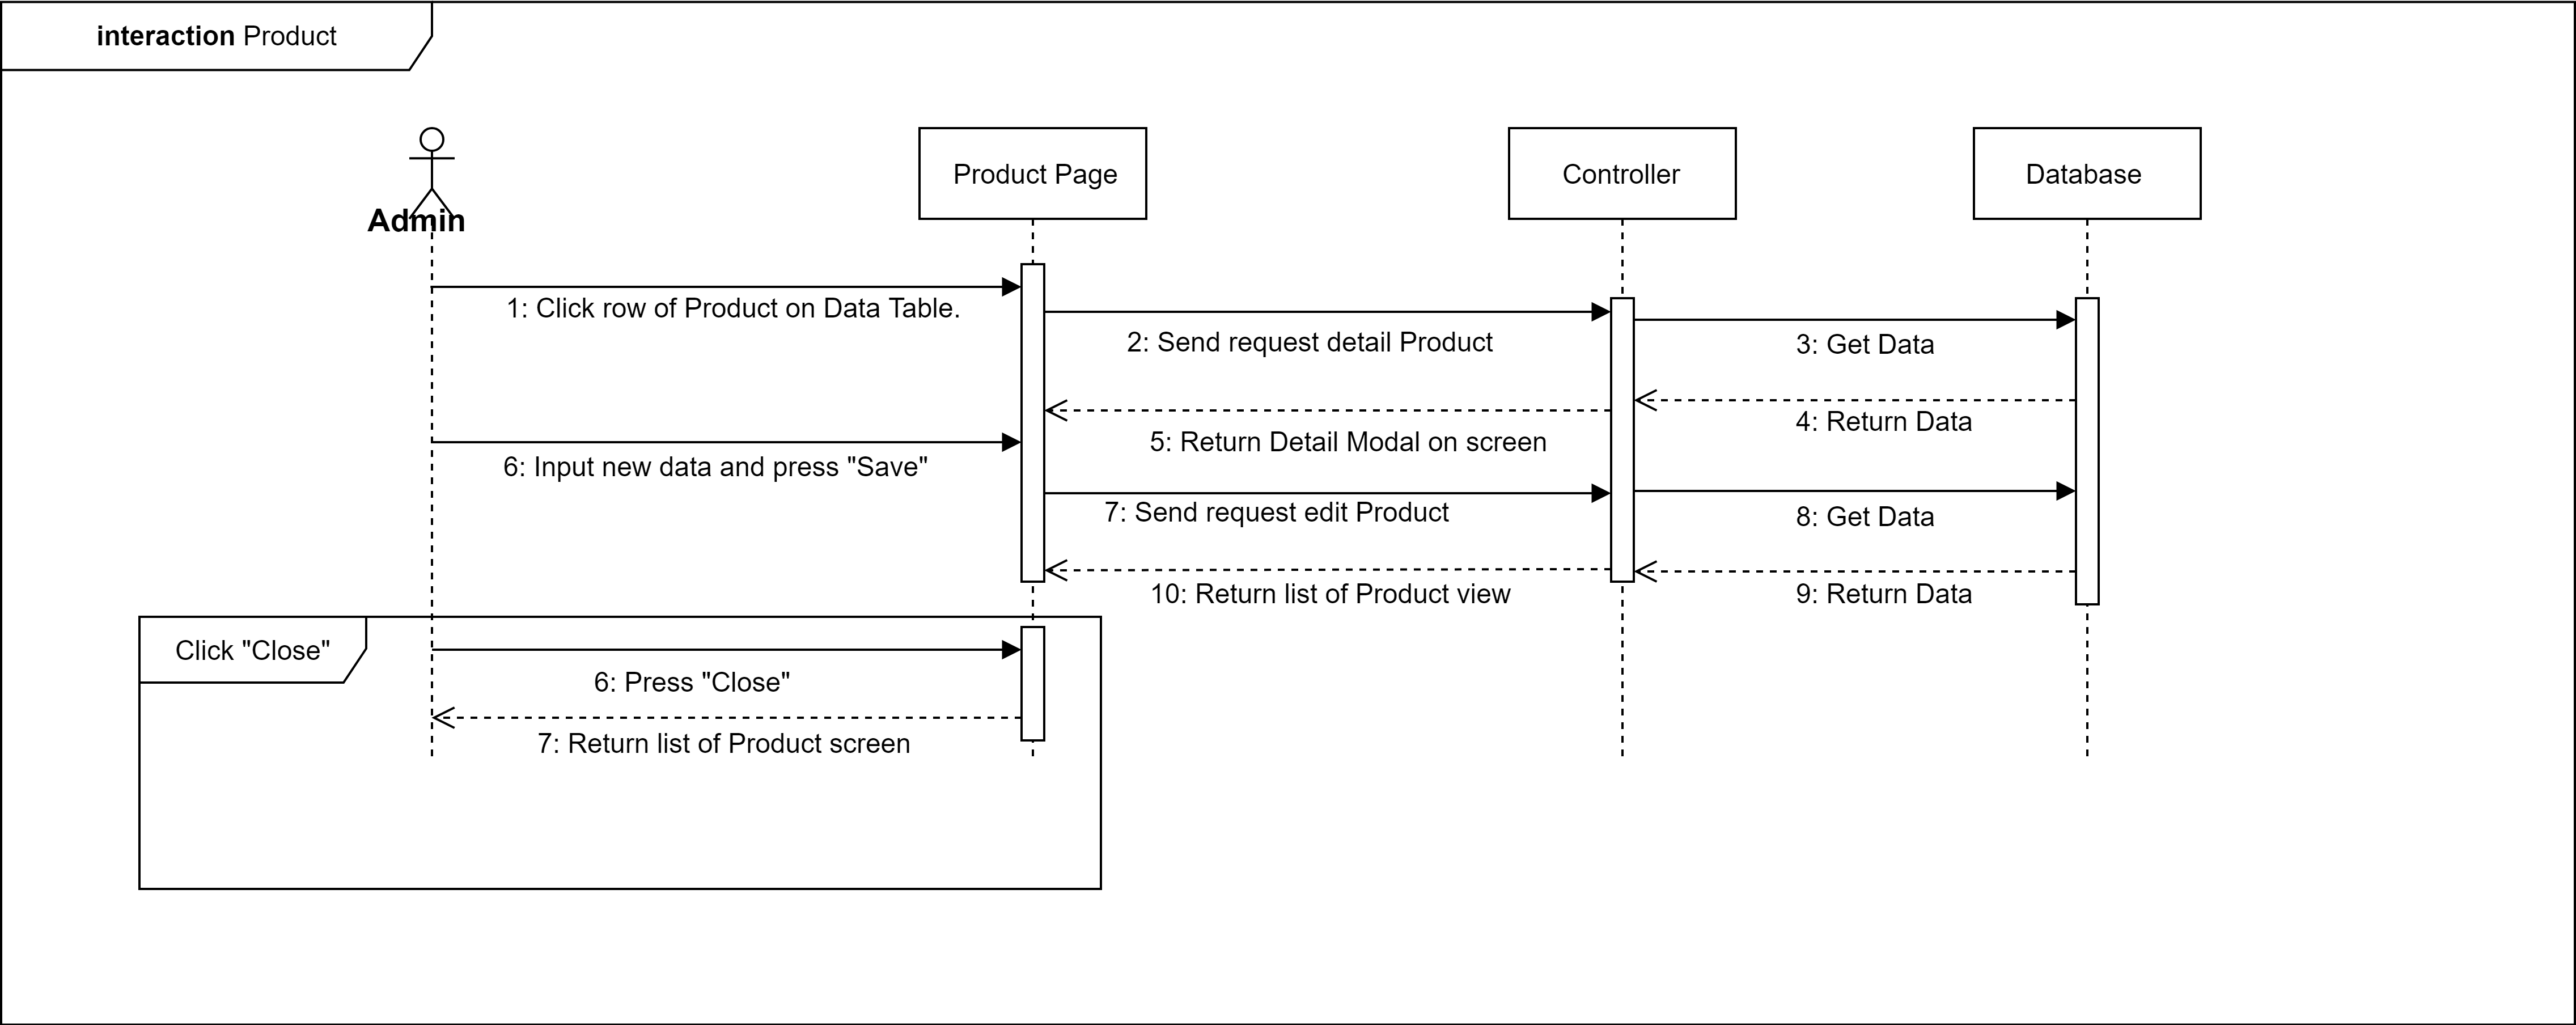 interaction Product
Admin
Product Page
Controller
Database
1: Click row of Product on Data Table.
2: Send request detail Product
3: Get Data
4: Return Data
5: Return Detail Modal on screen
6: Input new data and press "Save"
7: Send request edit Product
8: Get Data
9: Return Data
10: Return list of Product view
Click "Close"
6: Press "Close"
7: Return list of Product screen